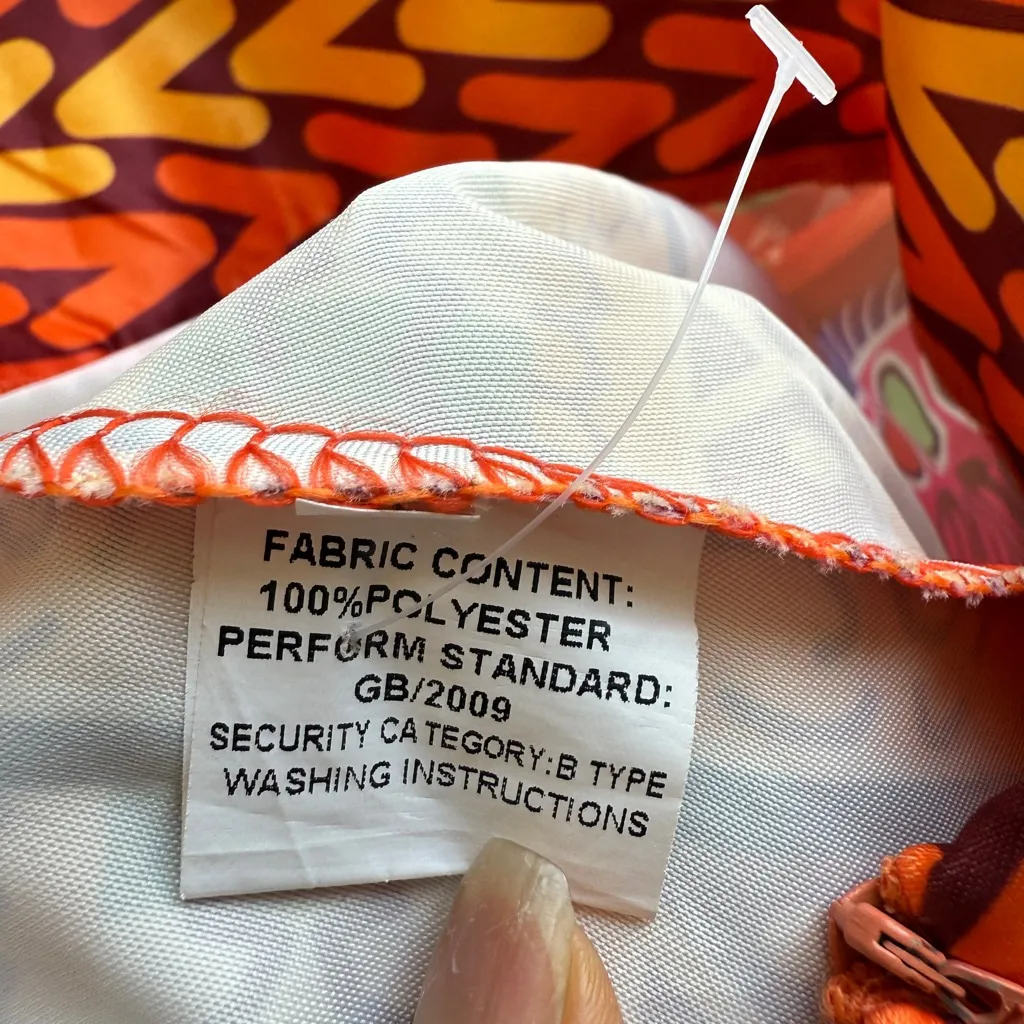 FABRIC CONTENT:
100%POLYESTER
PERFORM STANDARD:
GB/2009
SECURITY CATEGORY:B TYPE
WASHING INSTRUCTIONS